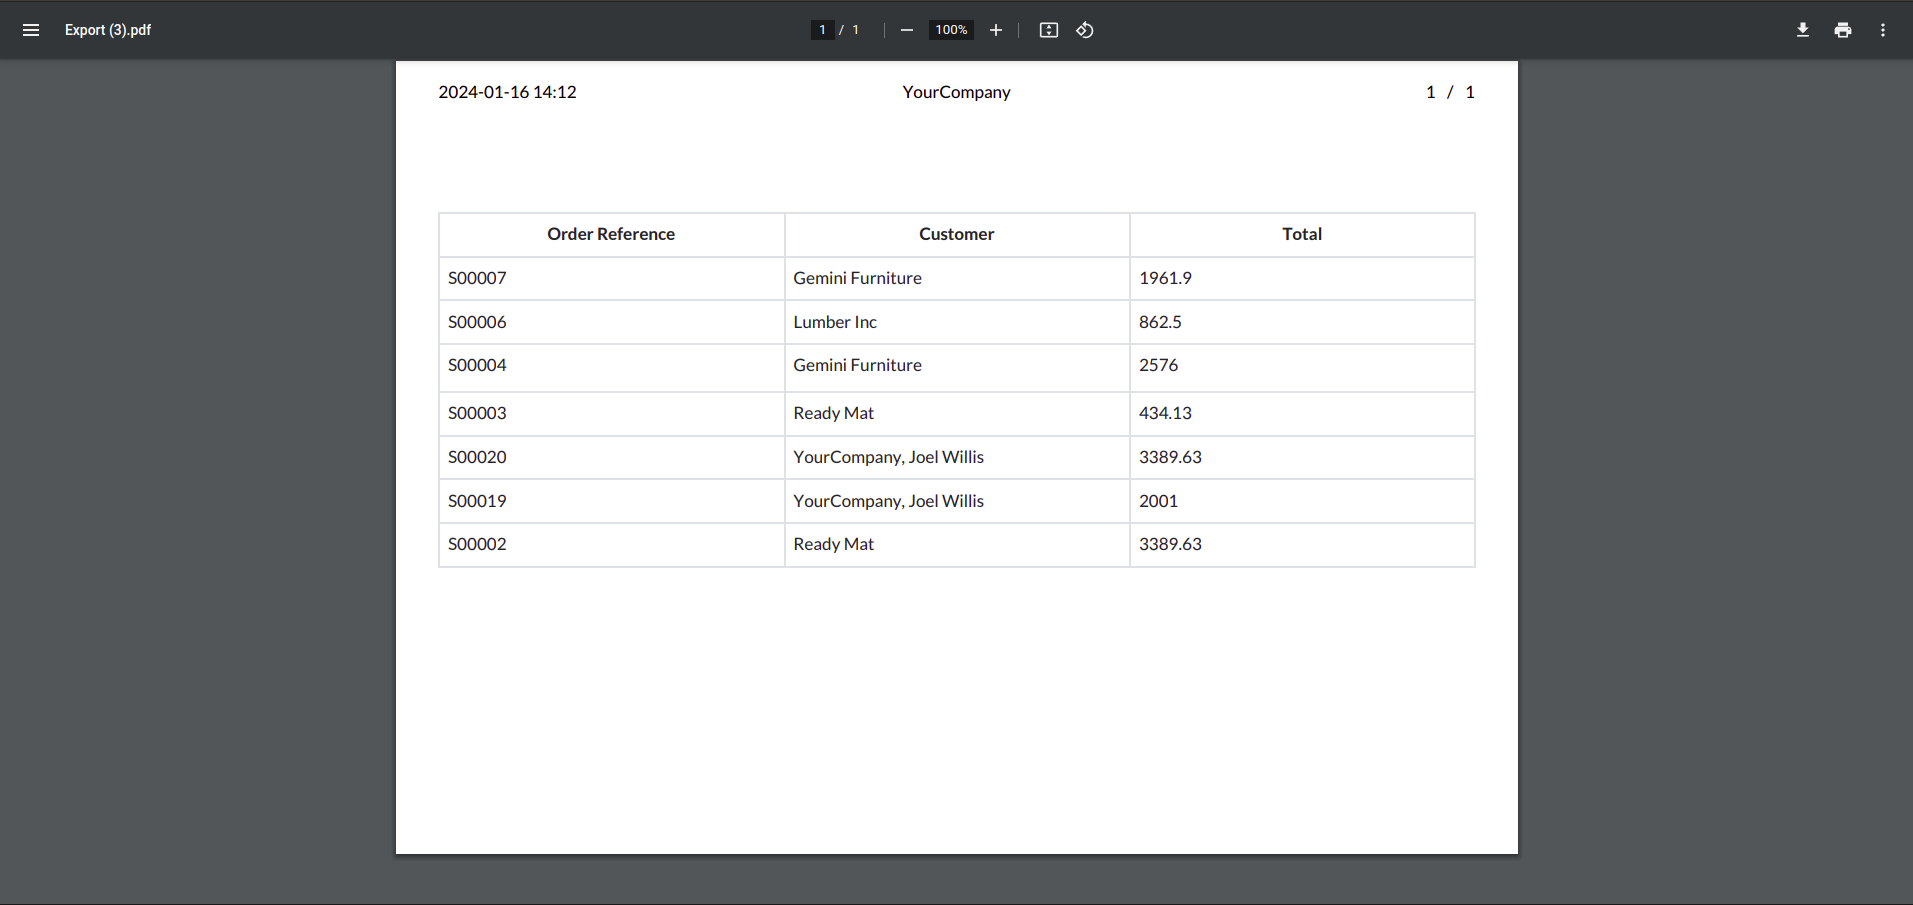 Export (3).pdf 1 / 1 100%
2024-01-16 14:12 YourCompany 1 / 1
Order Reference Customer Total
S00007 Gemini Furniture 1961.9
S00006 Lumber Inc 862.5
S00004 Gemini Furniture 2576
S00003 Ready Mat 434.13
S00020 YourCompany, Joel Willis 3389.63
S00019 YourCompany, Joel Willis 2001
S00002 Ready Mat 3389.63